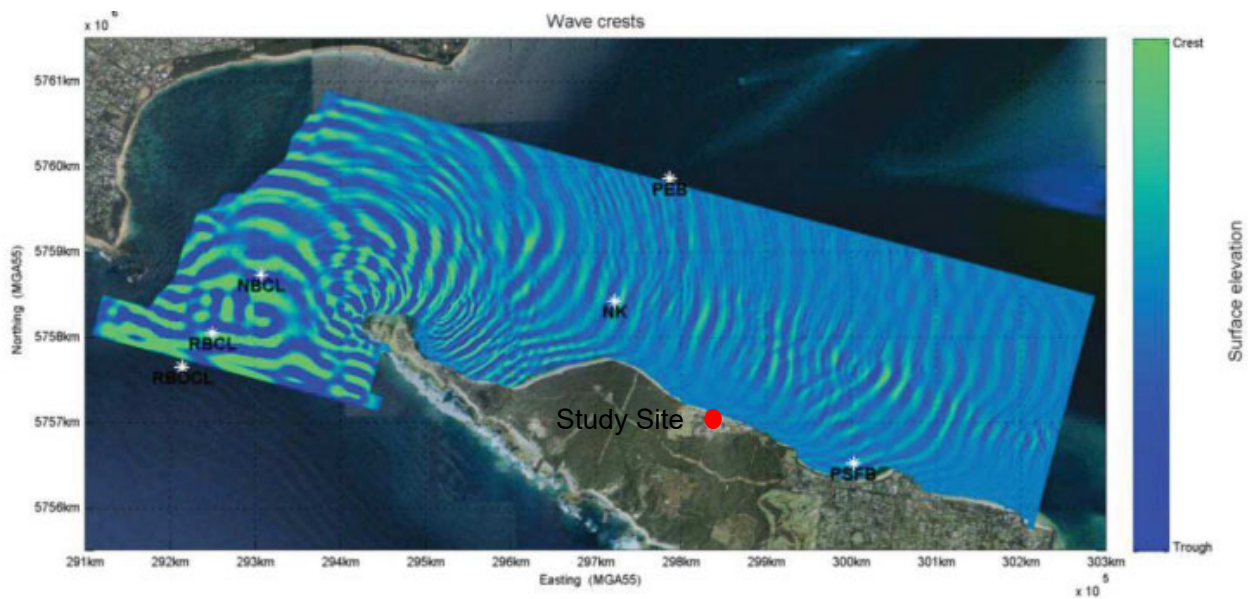 Wave crests
x 10⁶
Crest
5761km
5760km
PEB
5759km
NBCL
NK
5758km
RBCL
RBOCL
Study Site
5757km
PSFB
5756km
Trough
291km 292km 293km 294km 295km 296km 297km 298km 299km 300km 301km 302km 303km
Easting (MGA55)
x 10⁵
Northing (MGA55)
Surface elevation